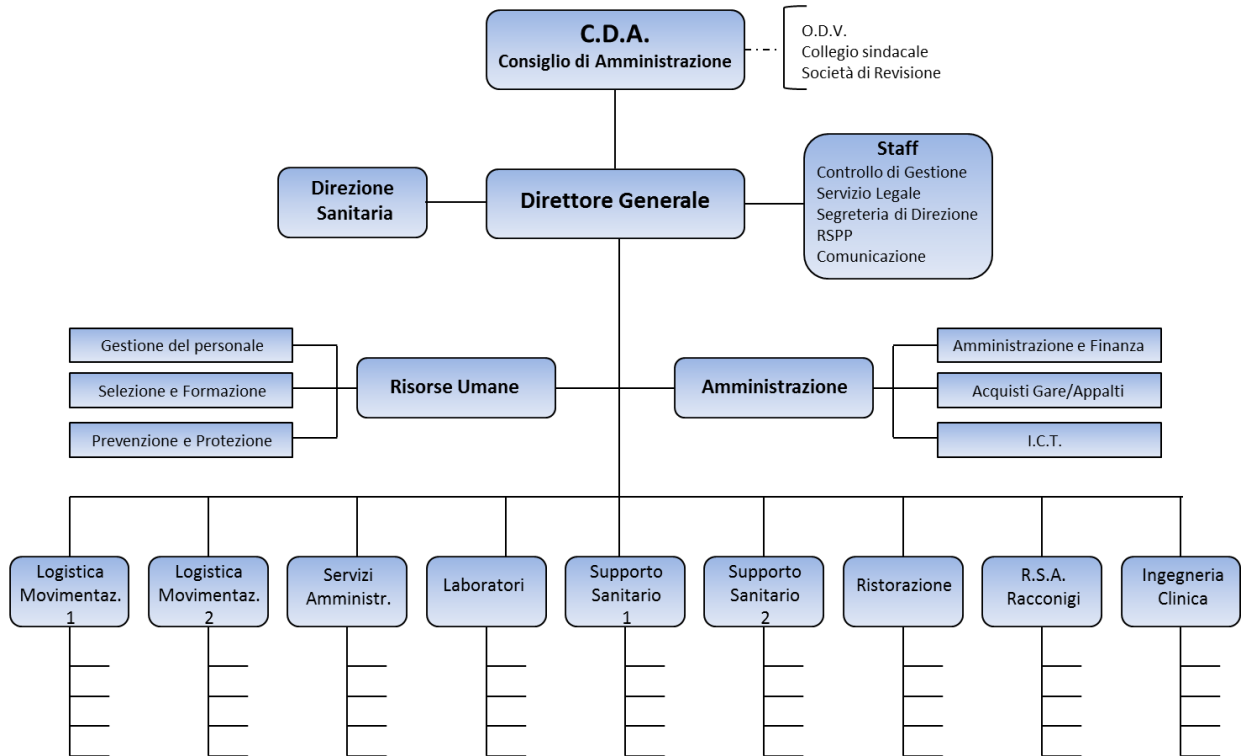 C.D.A.
Consiglio di Amministrazione
O.D.V.
Collegio sindacale
Società di Revisione
Direzione
Sanitaria
Direttore Generale
Staff
Controllo di Gestione
Servizio Legale
Segreteria di Direzione
RSPP
Comunicazione
Gestione del personale
Selezione e Formazione
Prevenzione e Protezione
Risorse Umane
Amministrazione
Amministrazione e Finanza
Acquisti Gare/Appalti
I.C.T.
Logistica
Movimentaz.
1
Logistica
Movimentaz.
2
Servizi
Amministr.
Laboratori
Supporto
Sanitario
1
Supporto
Sanitario
2
Ristorazione
R.S.A.
Racconigi
Ingegneria
Clinica